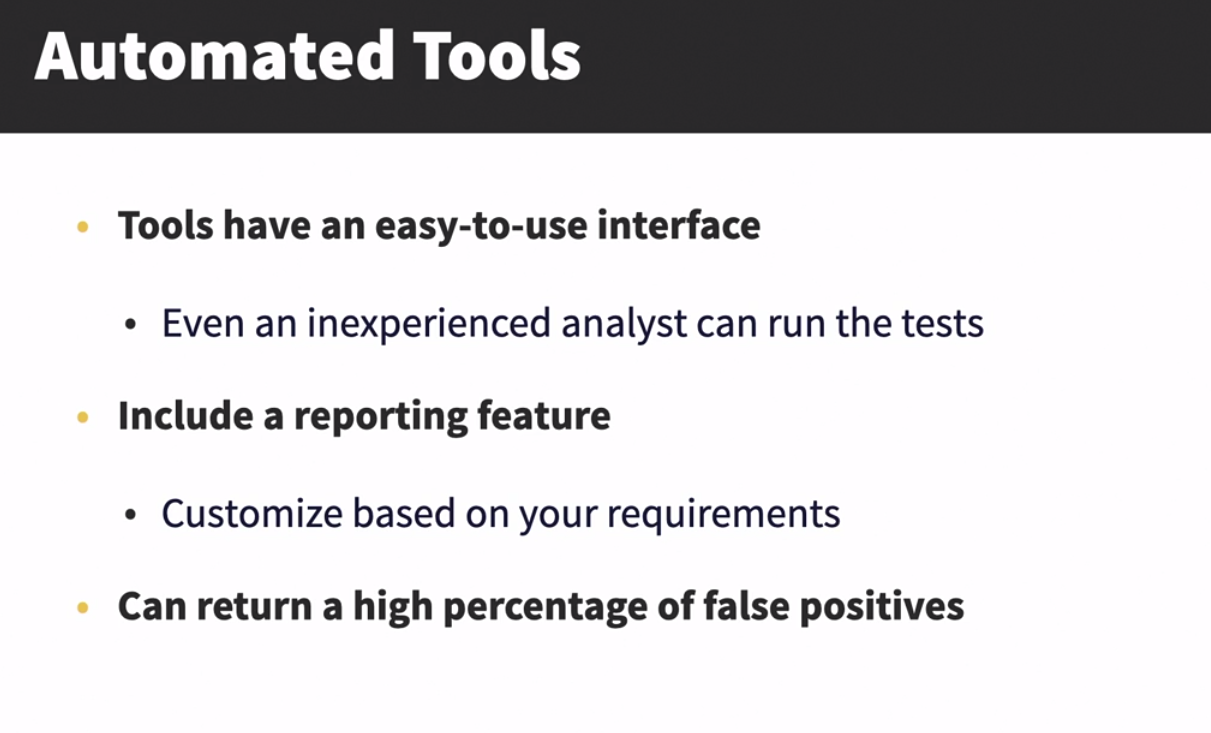 Automated Tools
• Tools have an easy-to-use interface
• Even an inexperienced analyst can run the tests
• Include a reporting feature
• Customize based on your requirements
• Can return a high percentage of false positives